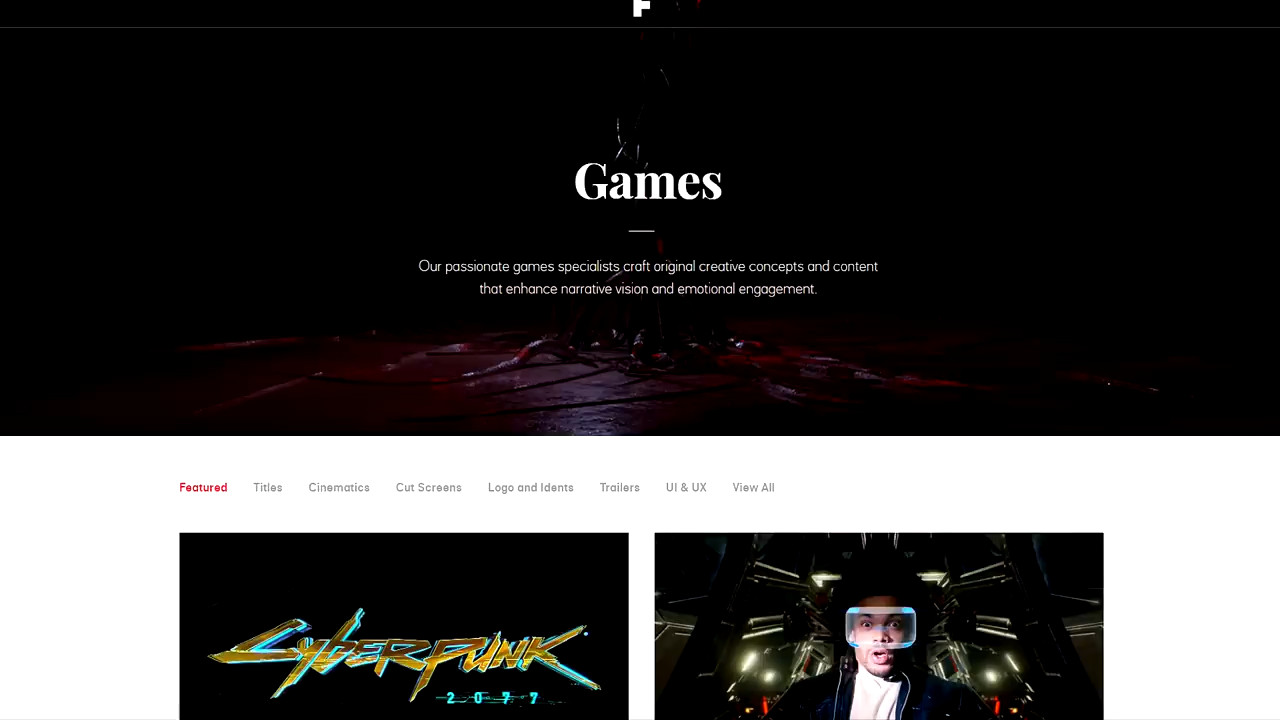 F
Games
Our passionate games specialists craft original creative concepts and content
that enhance narrative vision and emotional engagement.
Featured Titles Cinematics Cut Screens Logo and Idents Trailers UI & UX View All
CYBERPUNK
2077